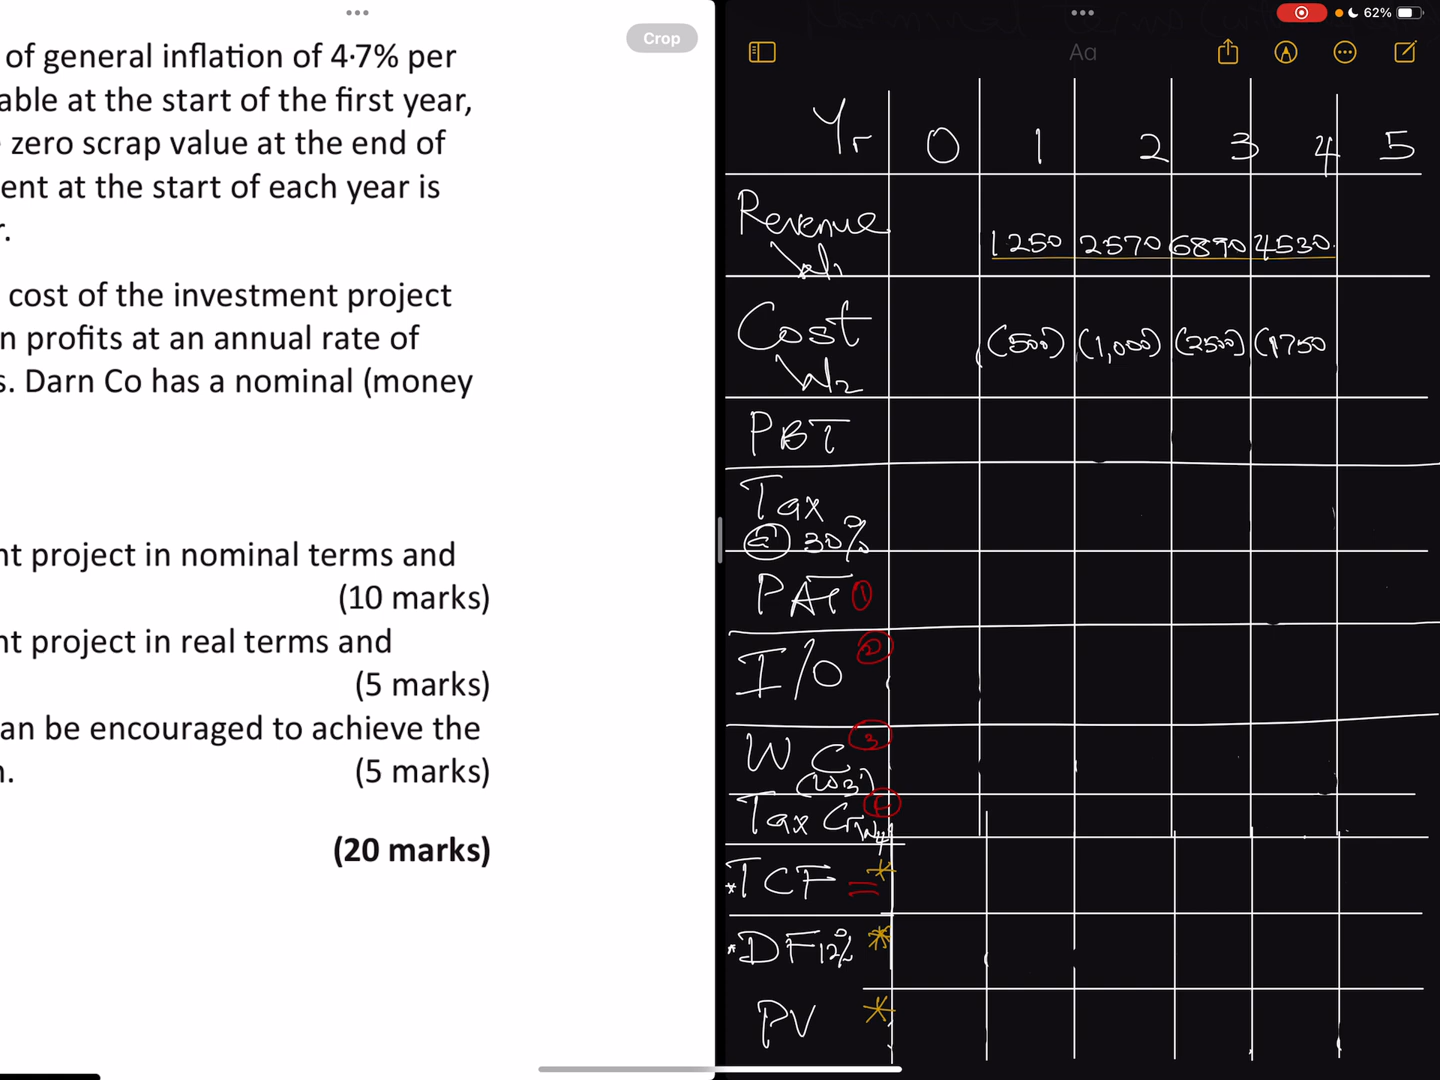 of general inflation of 4·7% per
able at the start of the first year,
zero scrap value at the end of
ent at the start of each year is
r.
cost of the investment project
n profits at an annual rate of
s. Darn Co has a nominal (money
nt project in nominal terms and
(10 marks)
nt project in real terms and
(5 marks)
an be encouraged to achieve the
n. (5 marks)
(20 marks)
Crop
62%
Aa
Yr 0 1 2 3 4 5
Revenue 1250 2570 6890 4530
W1
Cost (500) (1,000) (2500) (1750
W2
PBT
Tax
@ 30%
PAT 1
I/O 2
WC 3
(W3)
Tax W4
*TCF = *
*DF12% *
PV *